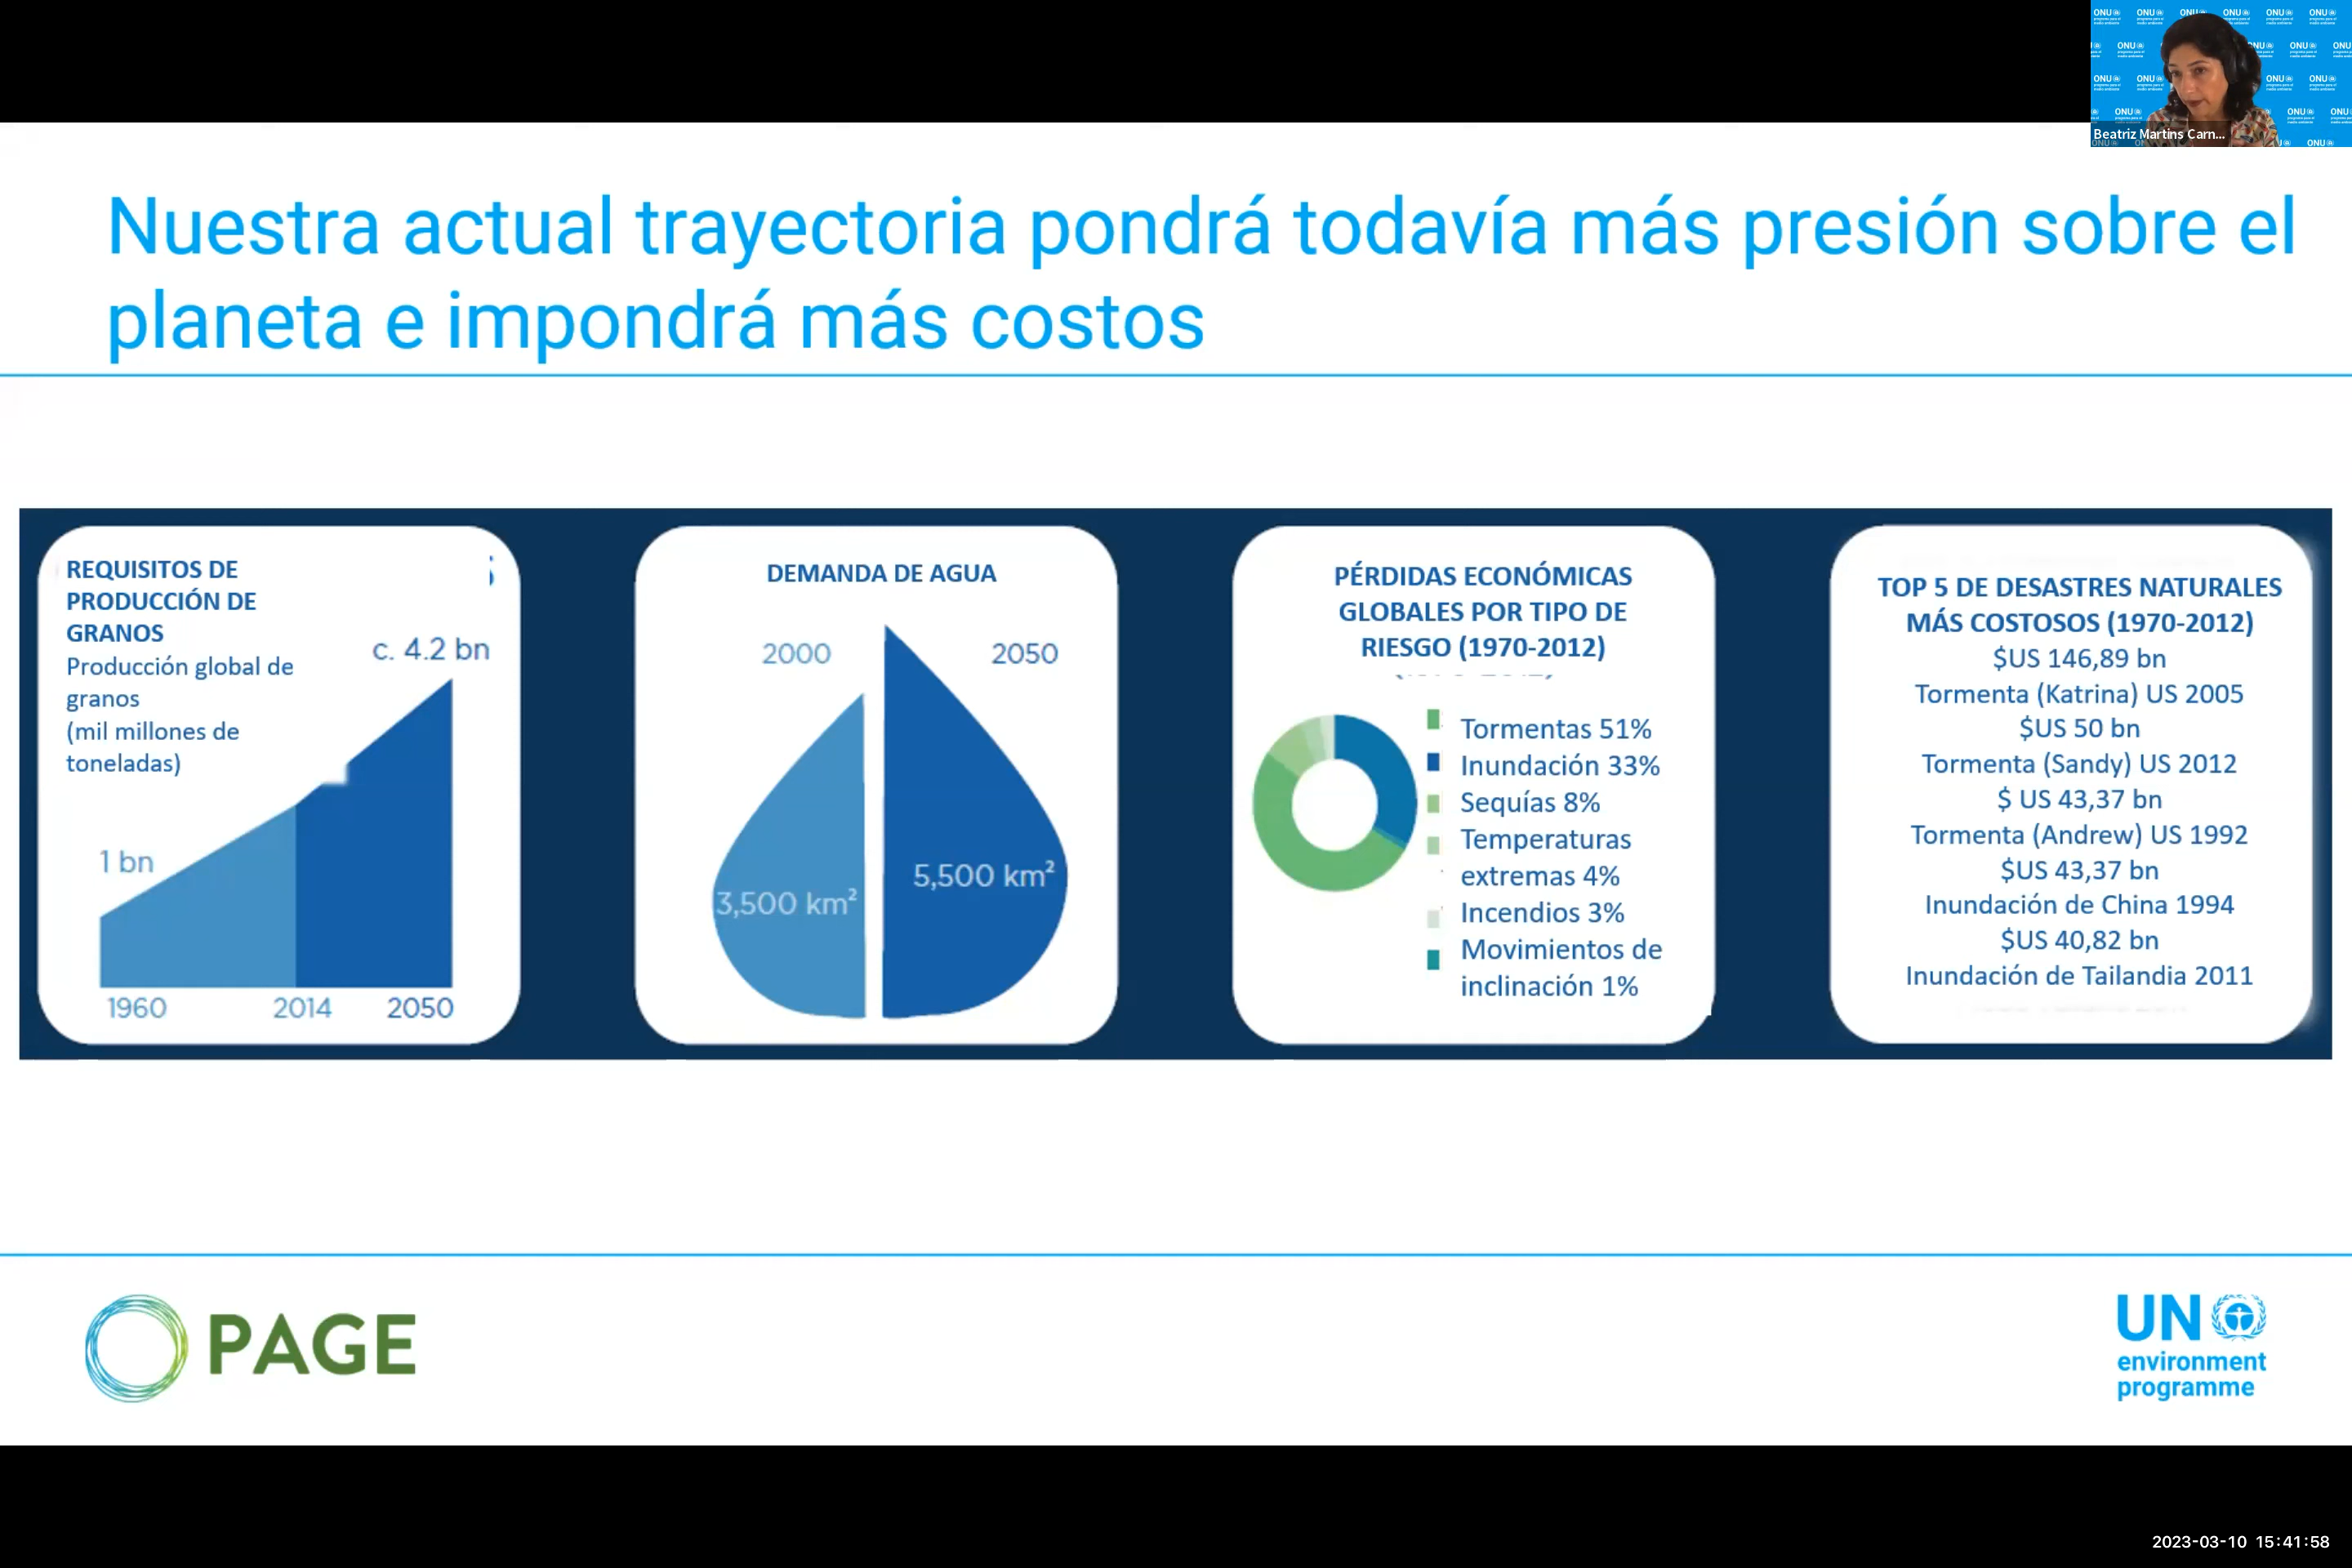 Beatriz Martins Carn...
Nuestra actual trayectoria pondrá todavía más presión sobre el
planeta e impondrá más costos
REQUISITOS DE
PRODUCCIÓN DE
GRANOS
Producción global de
granos
(mil millones de
toneladas)
c. 4.2 bn
1 bn
1960
2014
2050
DEMANDA DE AGUA
2000
2050
3,500 km²
5,500 km²
PÉRDIDAS ECONÓMICAS
GLOBALES POR TIPO DE
RIESGO (1970-2012)
Tormentas 51%
Inundación 33%
Sequías 8%
Temperaturas
extremas 4%
Incendios 3%
Movimientos de
inclinación 1%
TOP 5 DE DESASTRES NATURALES
MÁS COSTOSOS (1970-2012)
$US 146,89 bn
Tormenta (Katrina) US 2005
$US 50 bn
Tormenta (Sandy) US 2012
$ US 43,37 bn
Tormenta (Andrew) US 1992
$US 43,37 bn
Inundación de China 1994
$US 40,82 bn
Inundación de Tailandia 2011
PAGE
UN
environment
programme
2023-03-10 15:41:58